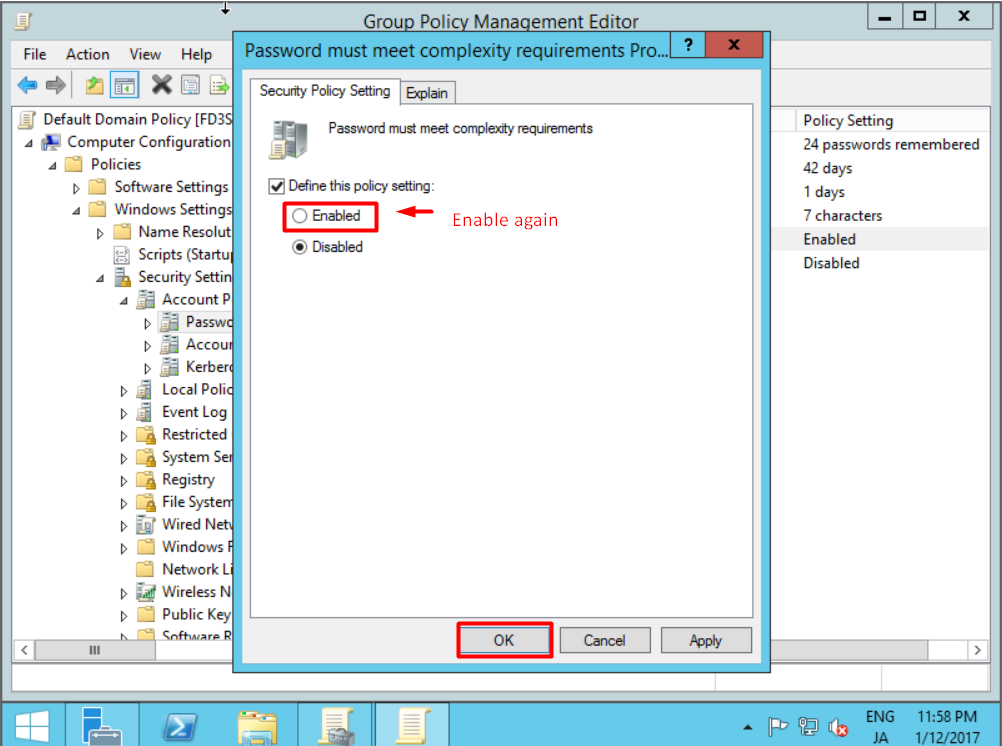 Group Policy Management Editor
File Action View Help
Password must meet complexity requirements Pro...
?
x
Security Policy Setting
Explain
Default Domain Policy [FD3S
Computer Configuration
Policies
Software Settings
Windows Settings
Name Resolut
Scripts (Startu
Security Settin
Account P
Passwo
Accour
Kerbero
Local Polic
Event Log
Restricted
System Ser
Registry
File System
Wired Netw
Windows F
Network Li
Wireless N
Public Key
Software R
Password must meet complexity requirements
Define this policy setting:
Enabled
Enable again
Disabled
OK
Cancel
Apply
Policy Setting
24 passwords remembered
42 days
1 days
7 characters
Enabled
Disabled
ENG
JA
11:58 PM
1/12/2017